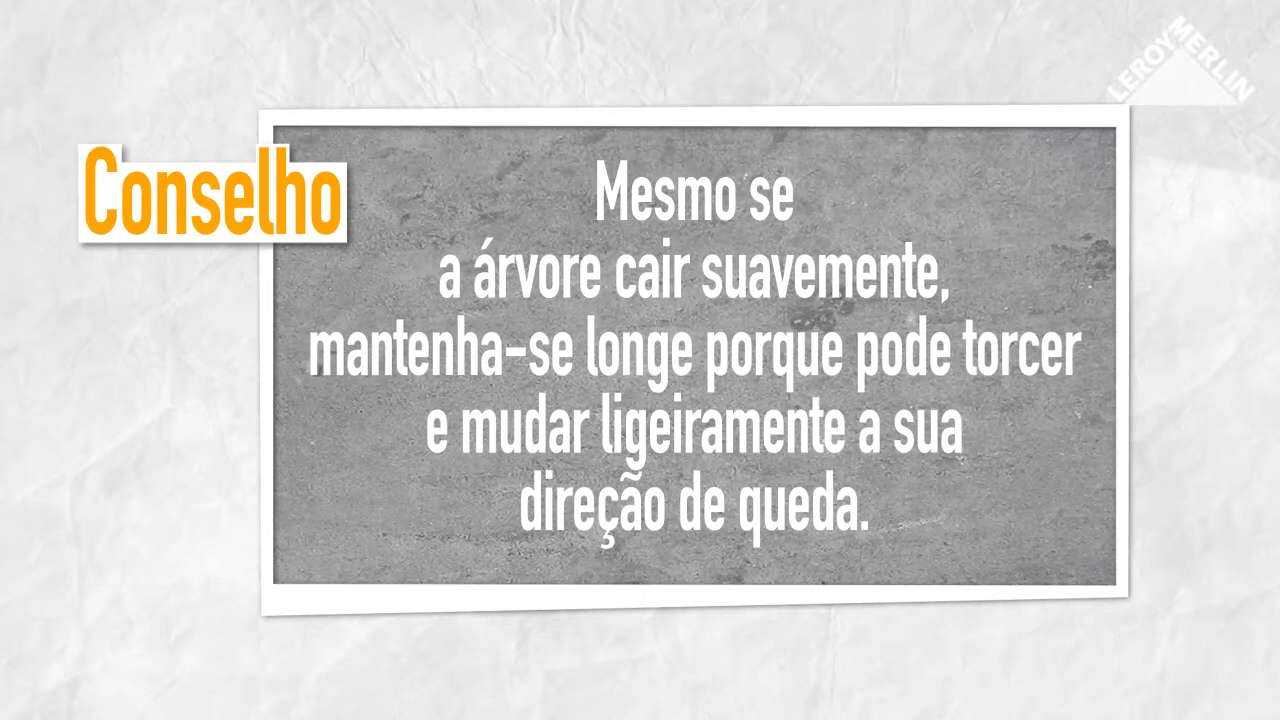 LEROY MERLIN
Conselho
Mesmo se
a árvore cair suavemente,
mantenha-se longe porque pode torcer
e mudar ligeiramente a sua
direção de queda.